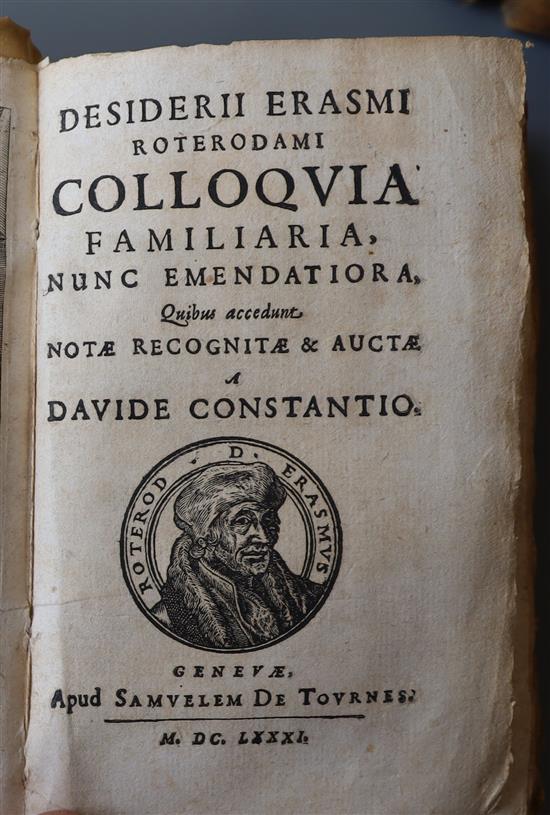 DESIDERII ERASMI
ROTERODAMI
COLLOQVIA
FAMILIARIA,
NUNC EMENDATIORA,
Quibus accedunt
NOTÆ RECOGNITÆ & AUCTÆ
A
DAVIDE CONSTANTIO.
ROTEROD . D . ERASMVS
GENEVÆ,
Apud SAMVELEM DE TOVRNES.
M. DC. LXXXI.